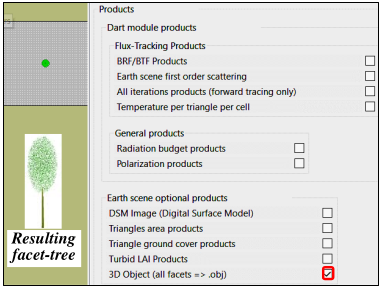 Products
Dart module products
Flux-Tracking Products
BRF/BTF Products
Earth scene first order scattering
All iterations products (forward tracing only)
Temperature per triangle per cell
General products
Radiation budget products
Polarization products
Earth scene optional products
DSM Image (Digital Surface Model)
Triangles area products
Triangle ground cover products
Turbid LAI Products
3D Object (all facets => .obj)
Resulting
facet-tree